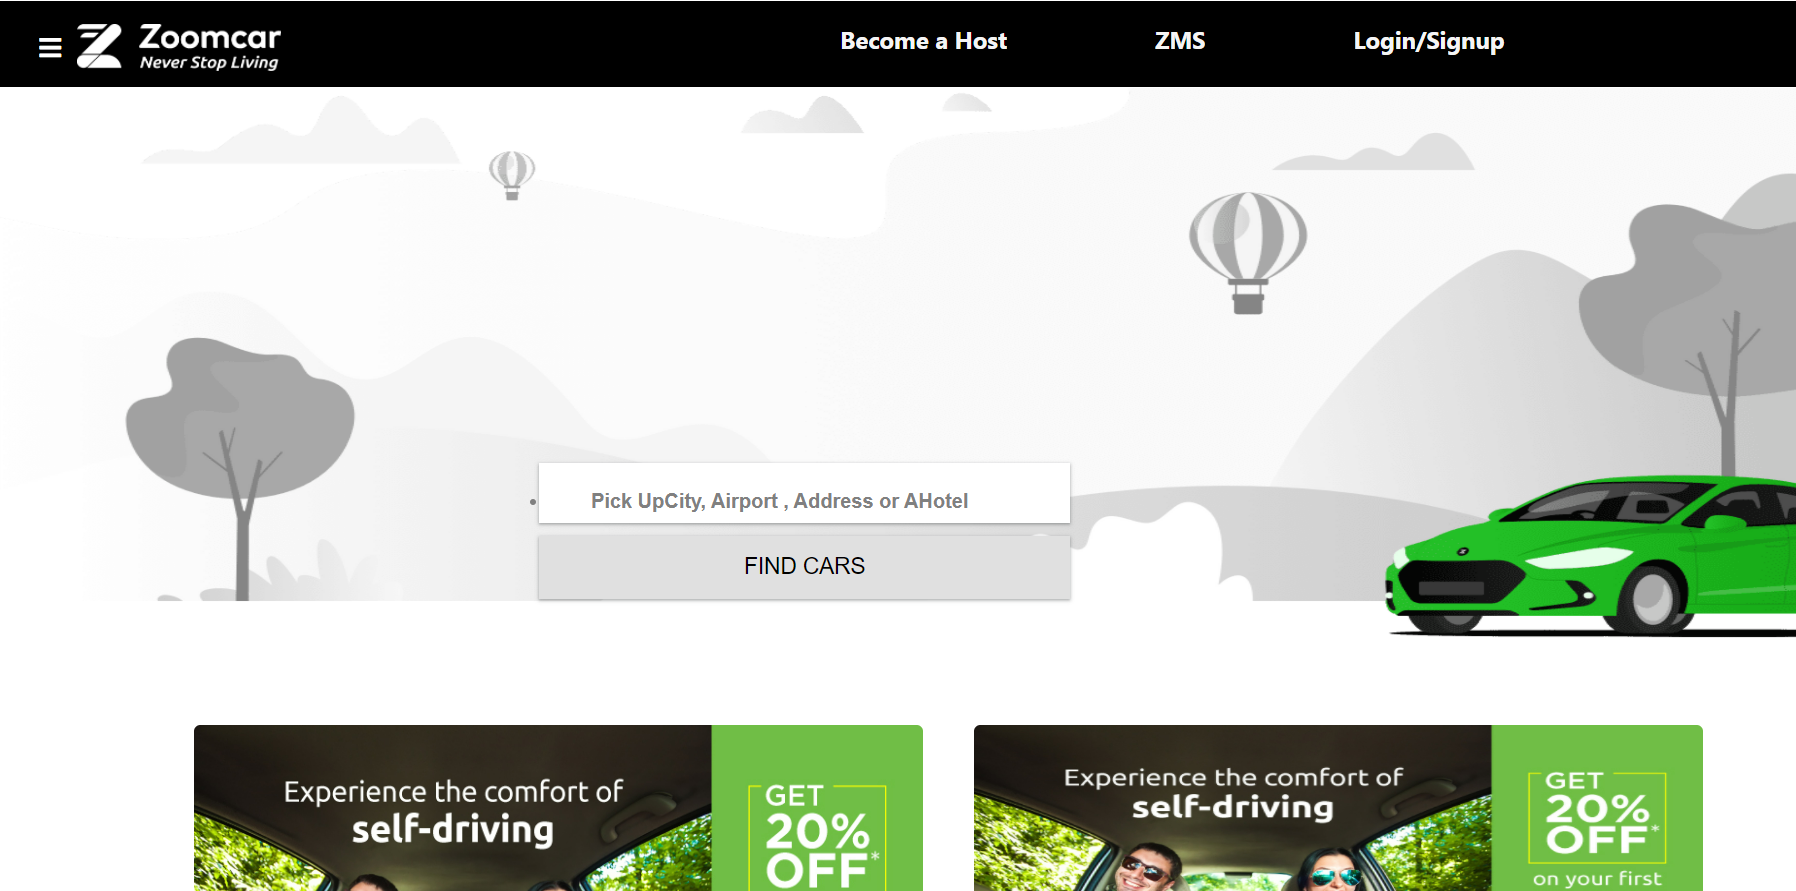 Zoomcar
Never Stop Living
Become a Host
ZMS
Login/Signup
Pick UpCity, Airport , Address or AHotel
FIND CARS
Experience the comfort of
self-driving
GET
20%
OFF*
Experience the comfort of
self-driving
GET
20%
OFF*
on your first